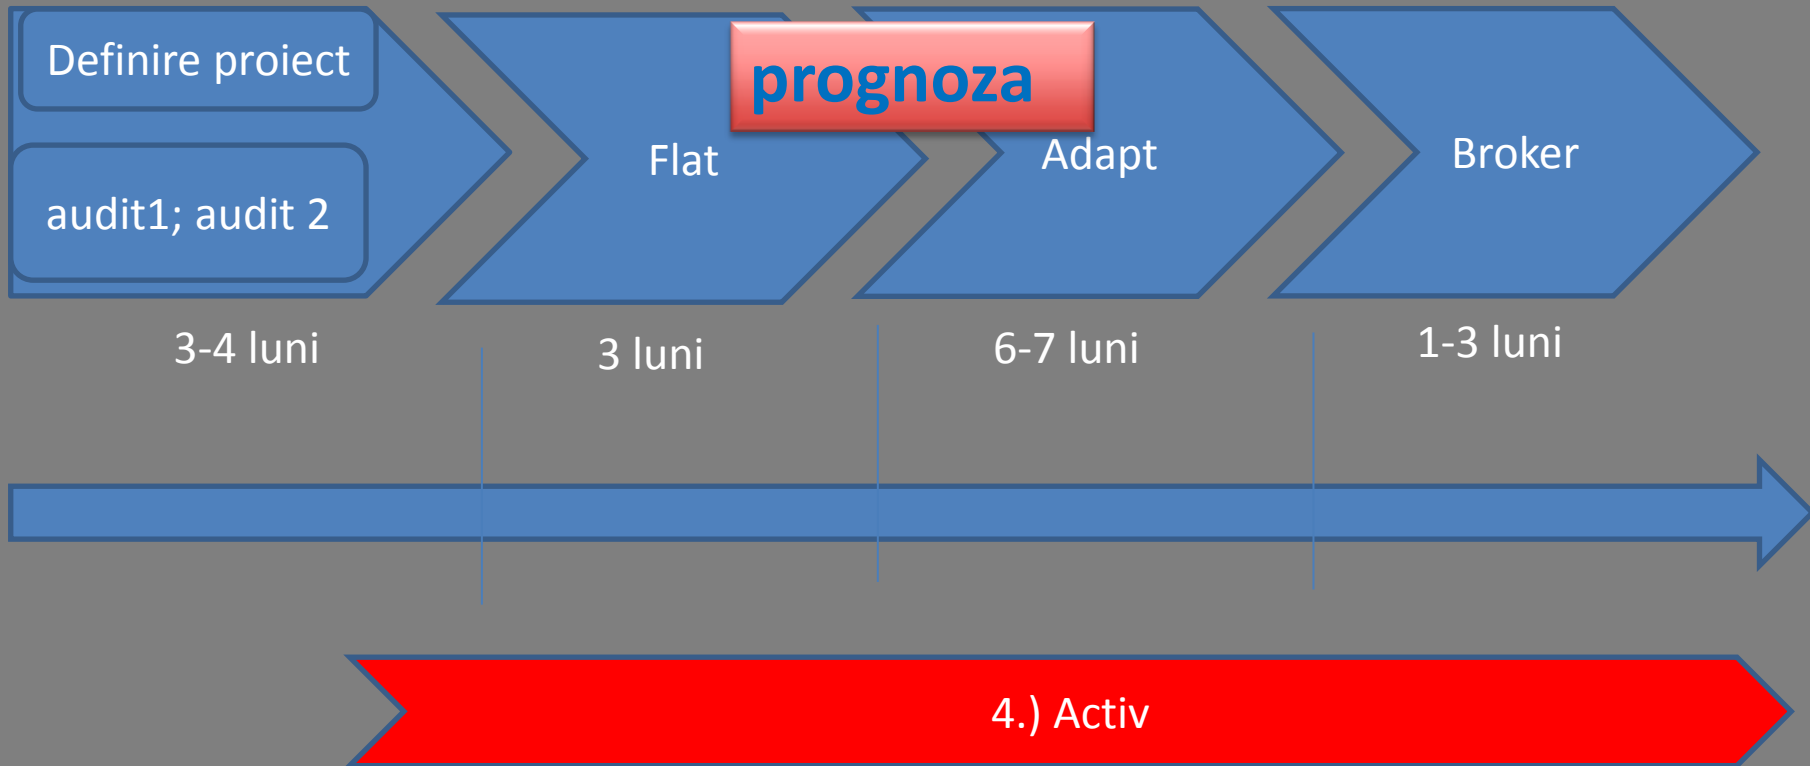 Definire proiect
audit1; audit 2
Flat
prognoza
Adapt
Broker
3-4 luni
3 luni
6-7 luni
1-3 luni
4.) Activ